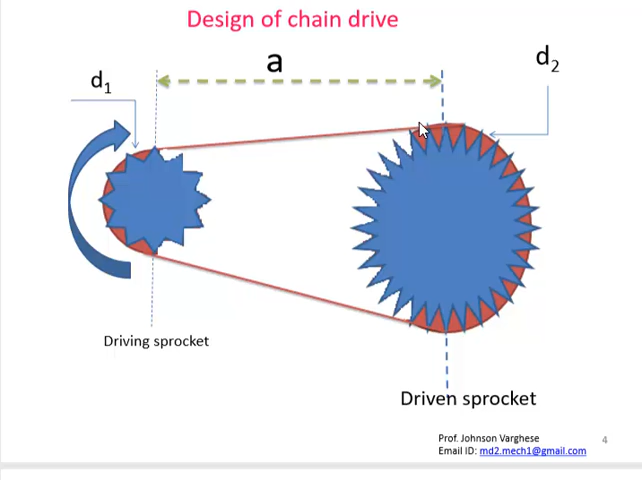 Design of chain drive
a
d₁
d₂
Driving sprocket
Driven sprocket
Prof. Johnson Varghese
Email ID: md2.mech1@gmail.com
4